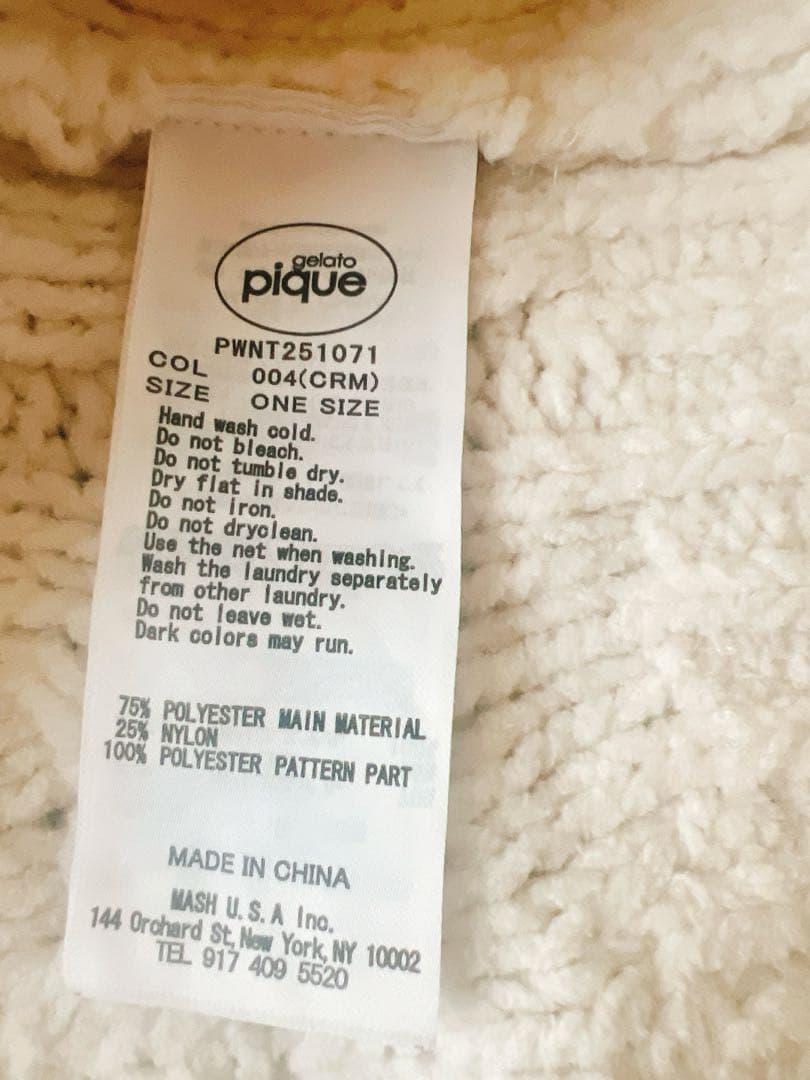 gelato
pique
PWNT251071
COL 004(CRM)
SIZE ONE SIZE
Hand wash cold.
Do not bleach.
Do not tumble dry.
Dry flat in shade.
Do not iron.
Do not dryclean.
Use the net when washing.
Wash the laundry separately
from other laundry.
Do not leave wet.
Dark colors may run.
75% POLYESTER MAIN MATERIAL
25% NYLON
100% POLYESTER PATTERN PART
MADE IN CHINA
MASH U.S.A Inc.
144 Orchard St, New York, NY 10002
TEL 917 409 5520